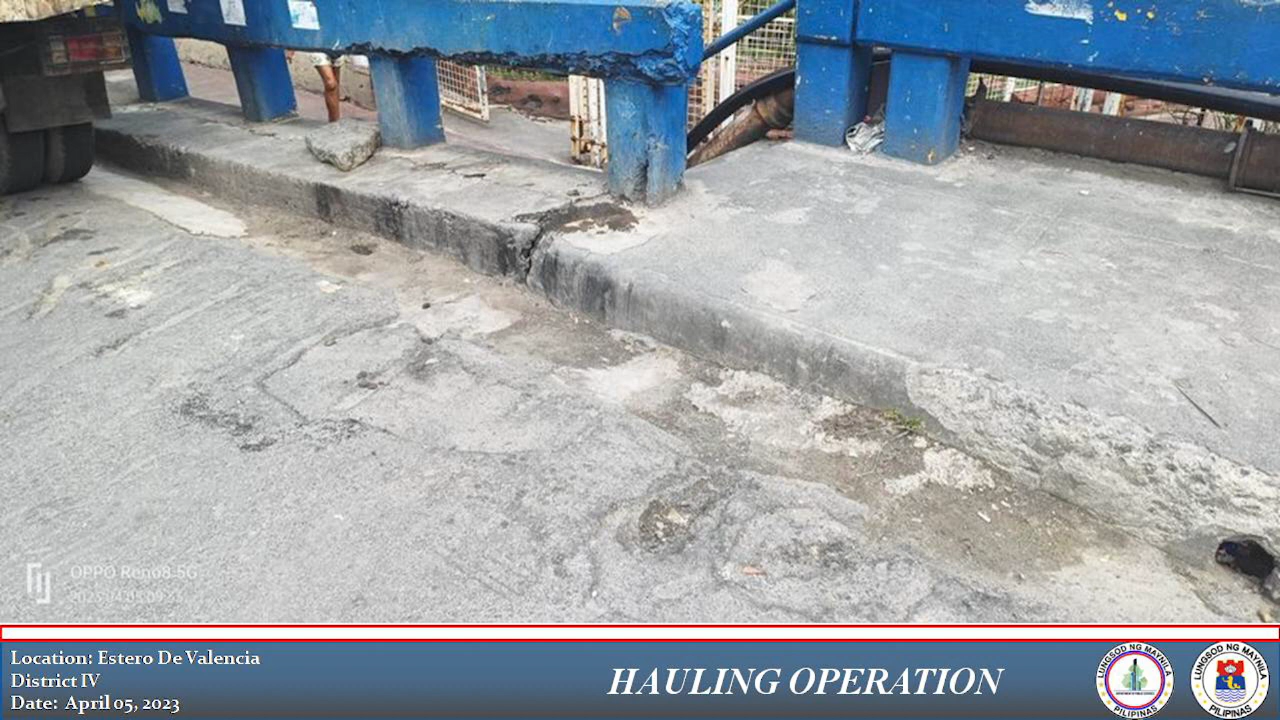 OPPO Reno8 5G
Location: Estero De Valencia
District IV
Date: April 05, 2023
HAULING OPERATION
LUNGSOD NG MAYNILA
PILIPINAS
LUNGSOD NG MAYNILA
PILIPINAS